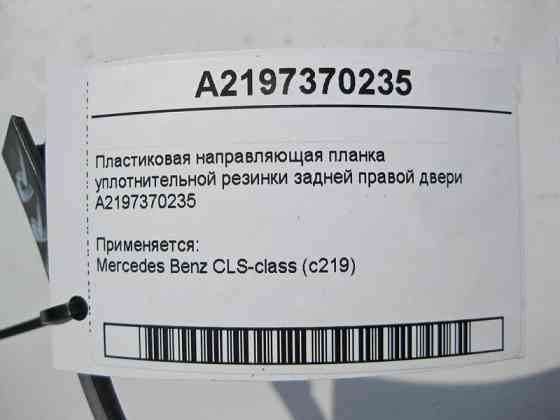 A2197370235
Пластиковая направляющая планка
уплотнительной резинки задней правой двери
A2197370235
Применяется:
Mercedes Benz CLS-class (c219)